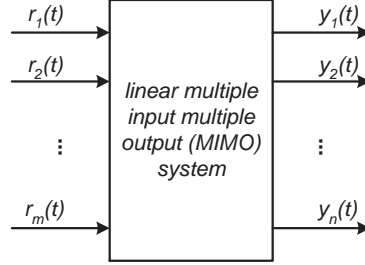 r1(t)
r2(t)
⋮
rm(t)
linear multiple
input multiple
output (MIMO)
system
y1(t)
y2(t)
⋮
yn(t)